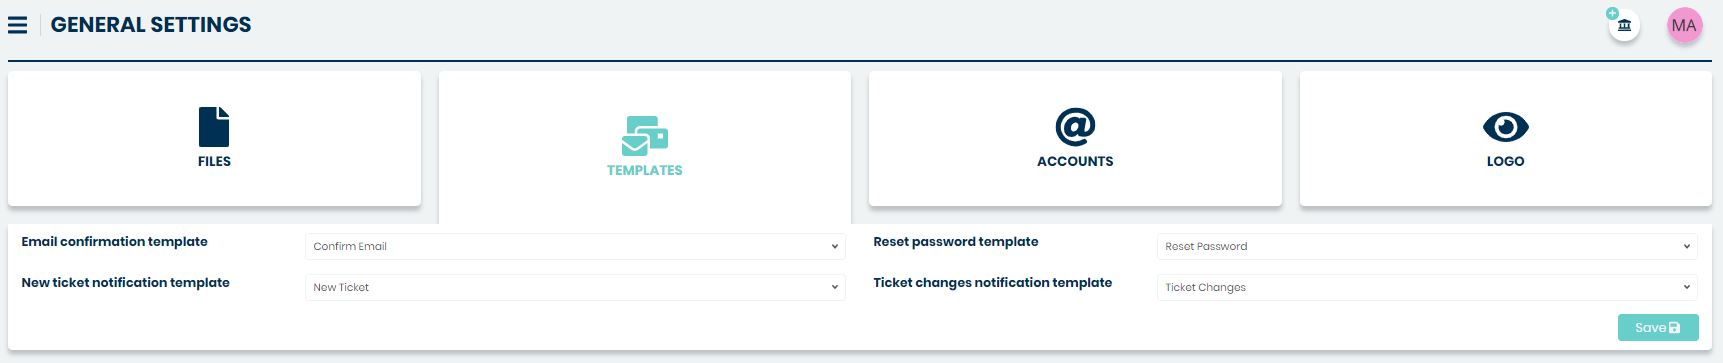 GENERAL SETTINGS
MA
FILES
TEMPLATES
ACCOUNTS
LOGO
Email confirmation template
Confirm Email
Reset password template
Reset Password
New ticket notification template
New Ticket
Ticket changes notification template
Ticket Changes
Save